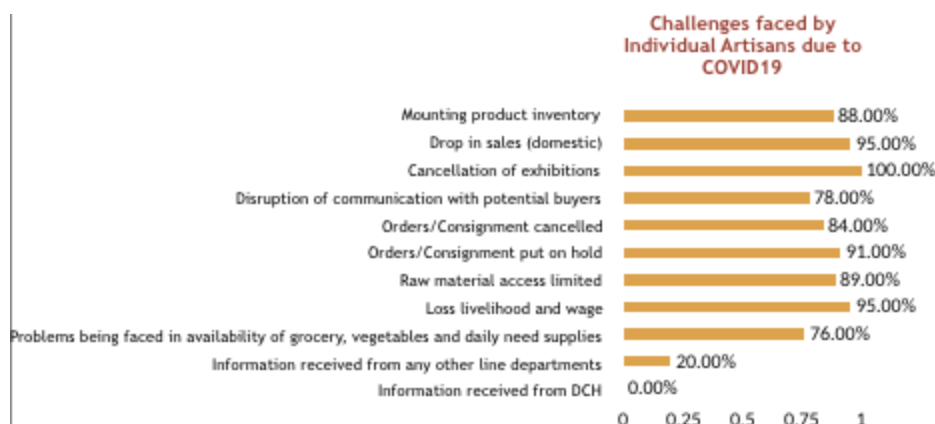 Challenges faced by
Individual Artisans due to
COVID19
Mounting product inventory 88.00%
Drop in sales (domestic) 95.00%
Cancellation of exhibitions 100.00%
Disruption of communication with potential buyers 78.00%
Orders/Consignment cancelled 84.00%
Orders/Consignment put on hold 91.00%
Raw material access limited 89.00%
Loss livelihood and wage 95.00%
Problems being faced in availability of grocery, vegetables and daily need supplies 76.00%
Information received from any other line departments 20.00%
Information received from DCH 0.00%
0 0.25 0.5 0.75 1